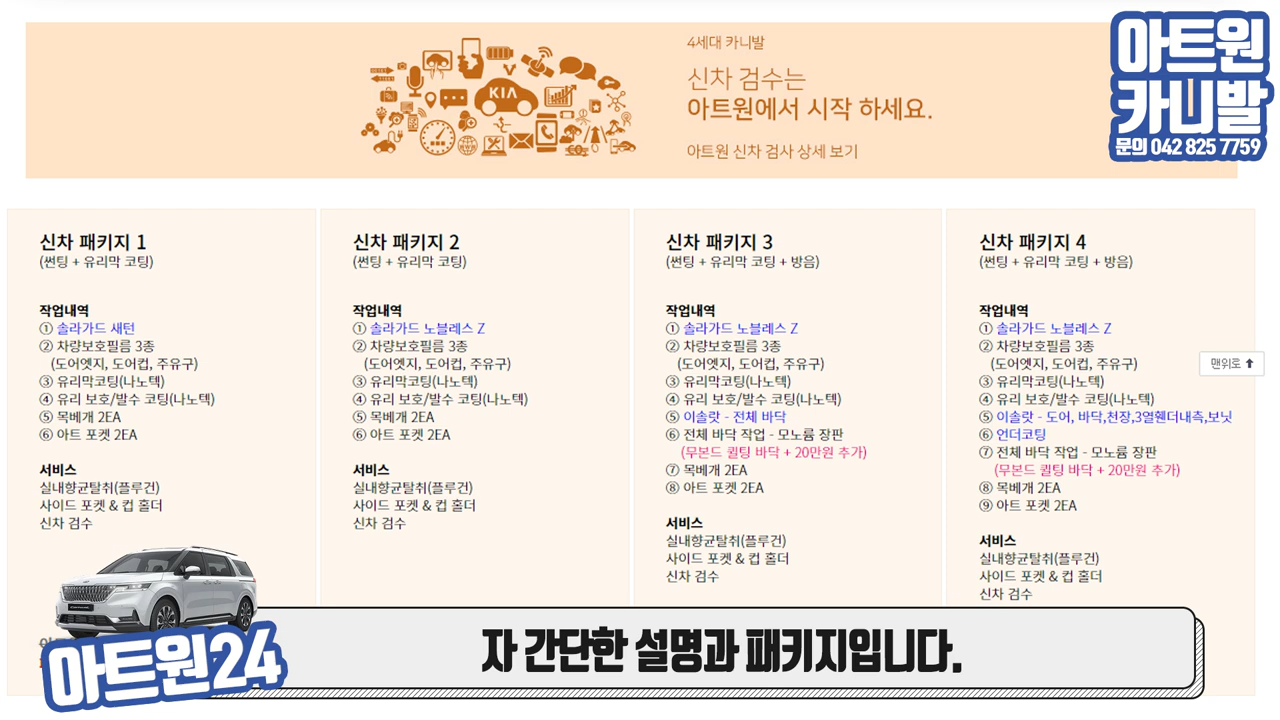 4세대 카니발
신차 검수는
아트원에서 시작 하세요.
아트원 신차 검사 상세 보기
KIA
아트원
카니발
문의 042 825 7759
신차 패키지 1
(썬팅 + 유리막 코팅)
작업내역
① 솔라가드 새턴
② 차량보호필름 3종
(도어엣지, 도어컵, 주유구)
③ 유리막코팅(나노텍)
④ 유리 보호/발수 코팅(나노텍)
⑤ 목베개 2EA
⑥ 아트 포켓 2EA
서비스
실내향균탈취(플루건)
사이드 포켓 & 컵 홀더
신차 검수
신차 패키지 2
(썬팅 + 유리막 코팅)
작업내역
① 솔라가드 노블레스 Z
② 차량보호필름 3종
(도어엣지, 도어컵, 주유구)
③ 유리막코팅(나노텍)
④ 유리 보호/발수 코팅(나노텍)
⑤ 목베개 2EA
⑥ 아트 포켓 2EA
서비스
실내향균탈취(플루건)
사이드 포켓 & 컵 홀더
신차 검수
신차 패키지 3
(썬팅 + 유리막 코팅 + 방음)
작업내역
① 솔라가드 노블레스 Z
② 차량보호필름 3종
(도어엣지, 도어컵, 주유구)
③ 유리막코팅(나노텍)
④ 유리 보호/발수 코팅(나노텍)
⑤ 이솔랏 - 전체 바닥
⑥ 전체 바닥 작업 - 모노륨 장판
(무본드 퀼팅 바닥 + 20만원 추가)
⑦ 목베개 2EA
⑧ 아트 포켓 2EA
서비스
실내향균탈취(플루건)
사이드 포켓 & 컵 홀더
신차 검수
신차 패키지 4
(썬팅 + 유리막 코팅 + 방음)
작업내역
① 솔라가드 노블레스 Z
② 차량보호필름 3종
(도어엣지, 도어컵, 주유구)
③ 유리막코팅(나노텍)
④ 유리 보호/발수 코팅(나노텍)
⑤ 이솔랏 - 도어, 바닥,천장,3열휀더내측,보닛
⑥ 언더코팅
⑦ 전체 바닥 작업 - 모노륨 장판
(무본드 퀼팅 바닥 + 20만원 추가)
⑧ 목베개 2EA
⑨ 아트 포켓 2EA
서비스
실내향균탈취(플루건)
사이드 포켓 & 컵 홀더
신차 검수
맨위로
아트원24
자 간단한 설명과 패키지입니다.